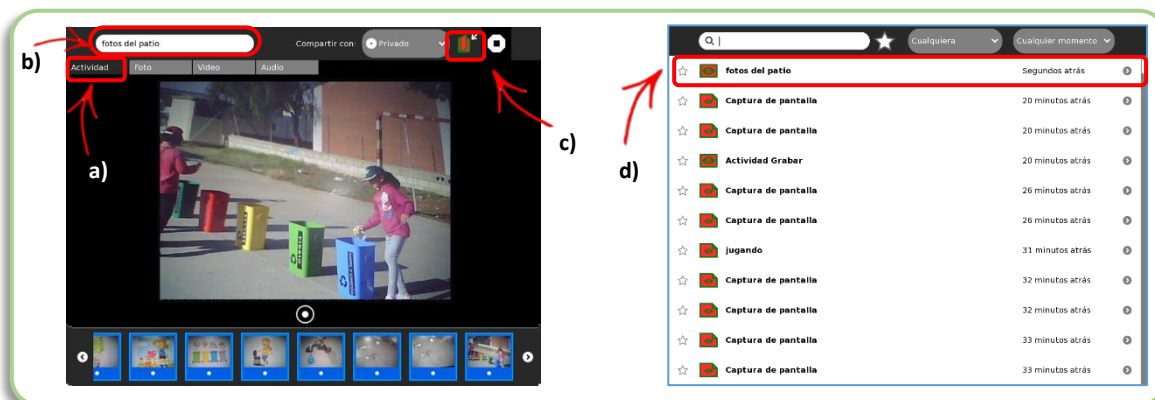 b)
fotos del patio
Compartir con:
Privado
Actividad
Foto
Video
Audio
a)
c)
VIDRIO
d)
Cualquiera
Cualquier momento
fotos del patio Segundos atrás
Captura de pantalla 20 minutos atrás
Captura de pantalla 20 minutos atrás
Actividad Grabar 20 minutos atrás
Captura de pantalla 26 minutos atrás
Captura de pantalla 26 minutos atrás
jugando 31 minutos atrás
Captura de pantalla 32 minutos atrás
Captura de pantalla 32 minutos atrás
Captura de pantalla 33 minutos atrás
Captura de pantalla 33 minutos atrás